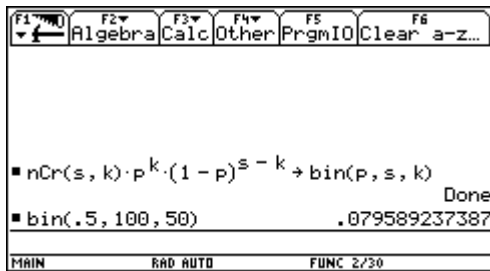 F1 F2 F3 F4 F5 F6
Algebra Calc Other PrgmIO Clear a-z…
▪nCr(s,k)·p^k·(1-p)^s-k→bin(p,s,k)
Done
▪bin(.5,100,50) .079589237387
MAIN RAD AUTO FUNC 2/30